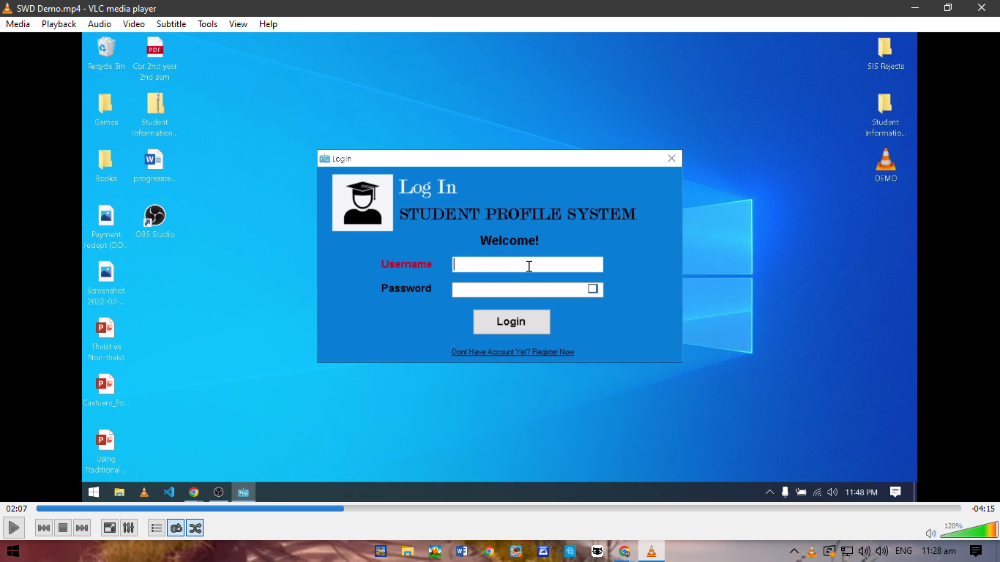 SWD Demo.mp4 - VLC media player
Media Playback Audio Video Subtitle Tools View Help
Recycle Bin
Cor 2nd year
2nd sem
SIS Rejects
Games
Student
Information...
Student
Informatio...
Books
progressre...
DEMO
Payment
redept (DO...
OBS Studio
Screenshot
2022-03-...
Theist vs
Non-theist
Castuera_Po...
Using
Traditional ...
Login
Log In
STUDENT PROFILE SYSTEM
Welcome!
Username
Password
Login
Dont Have Account Yet? Register Now
11:48 PM
02:07
-04:15
120%
ENG 11:28 am